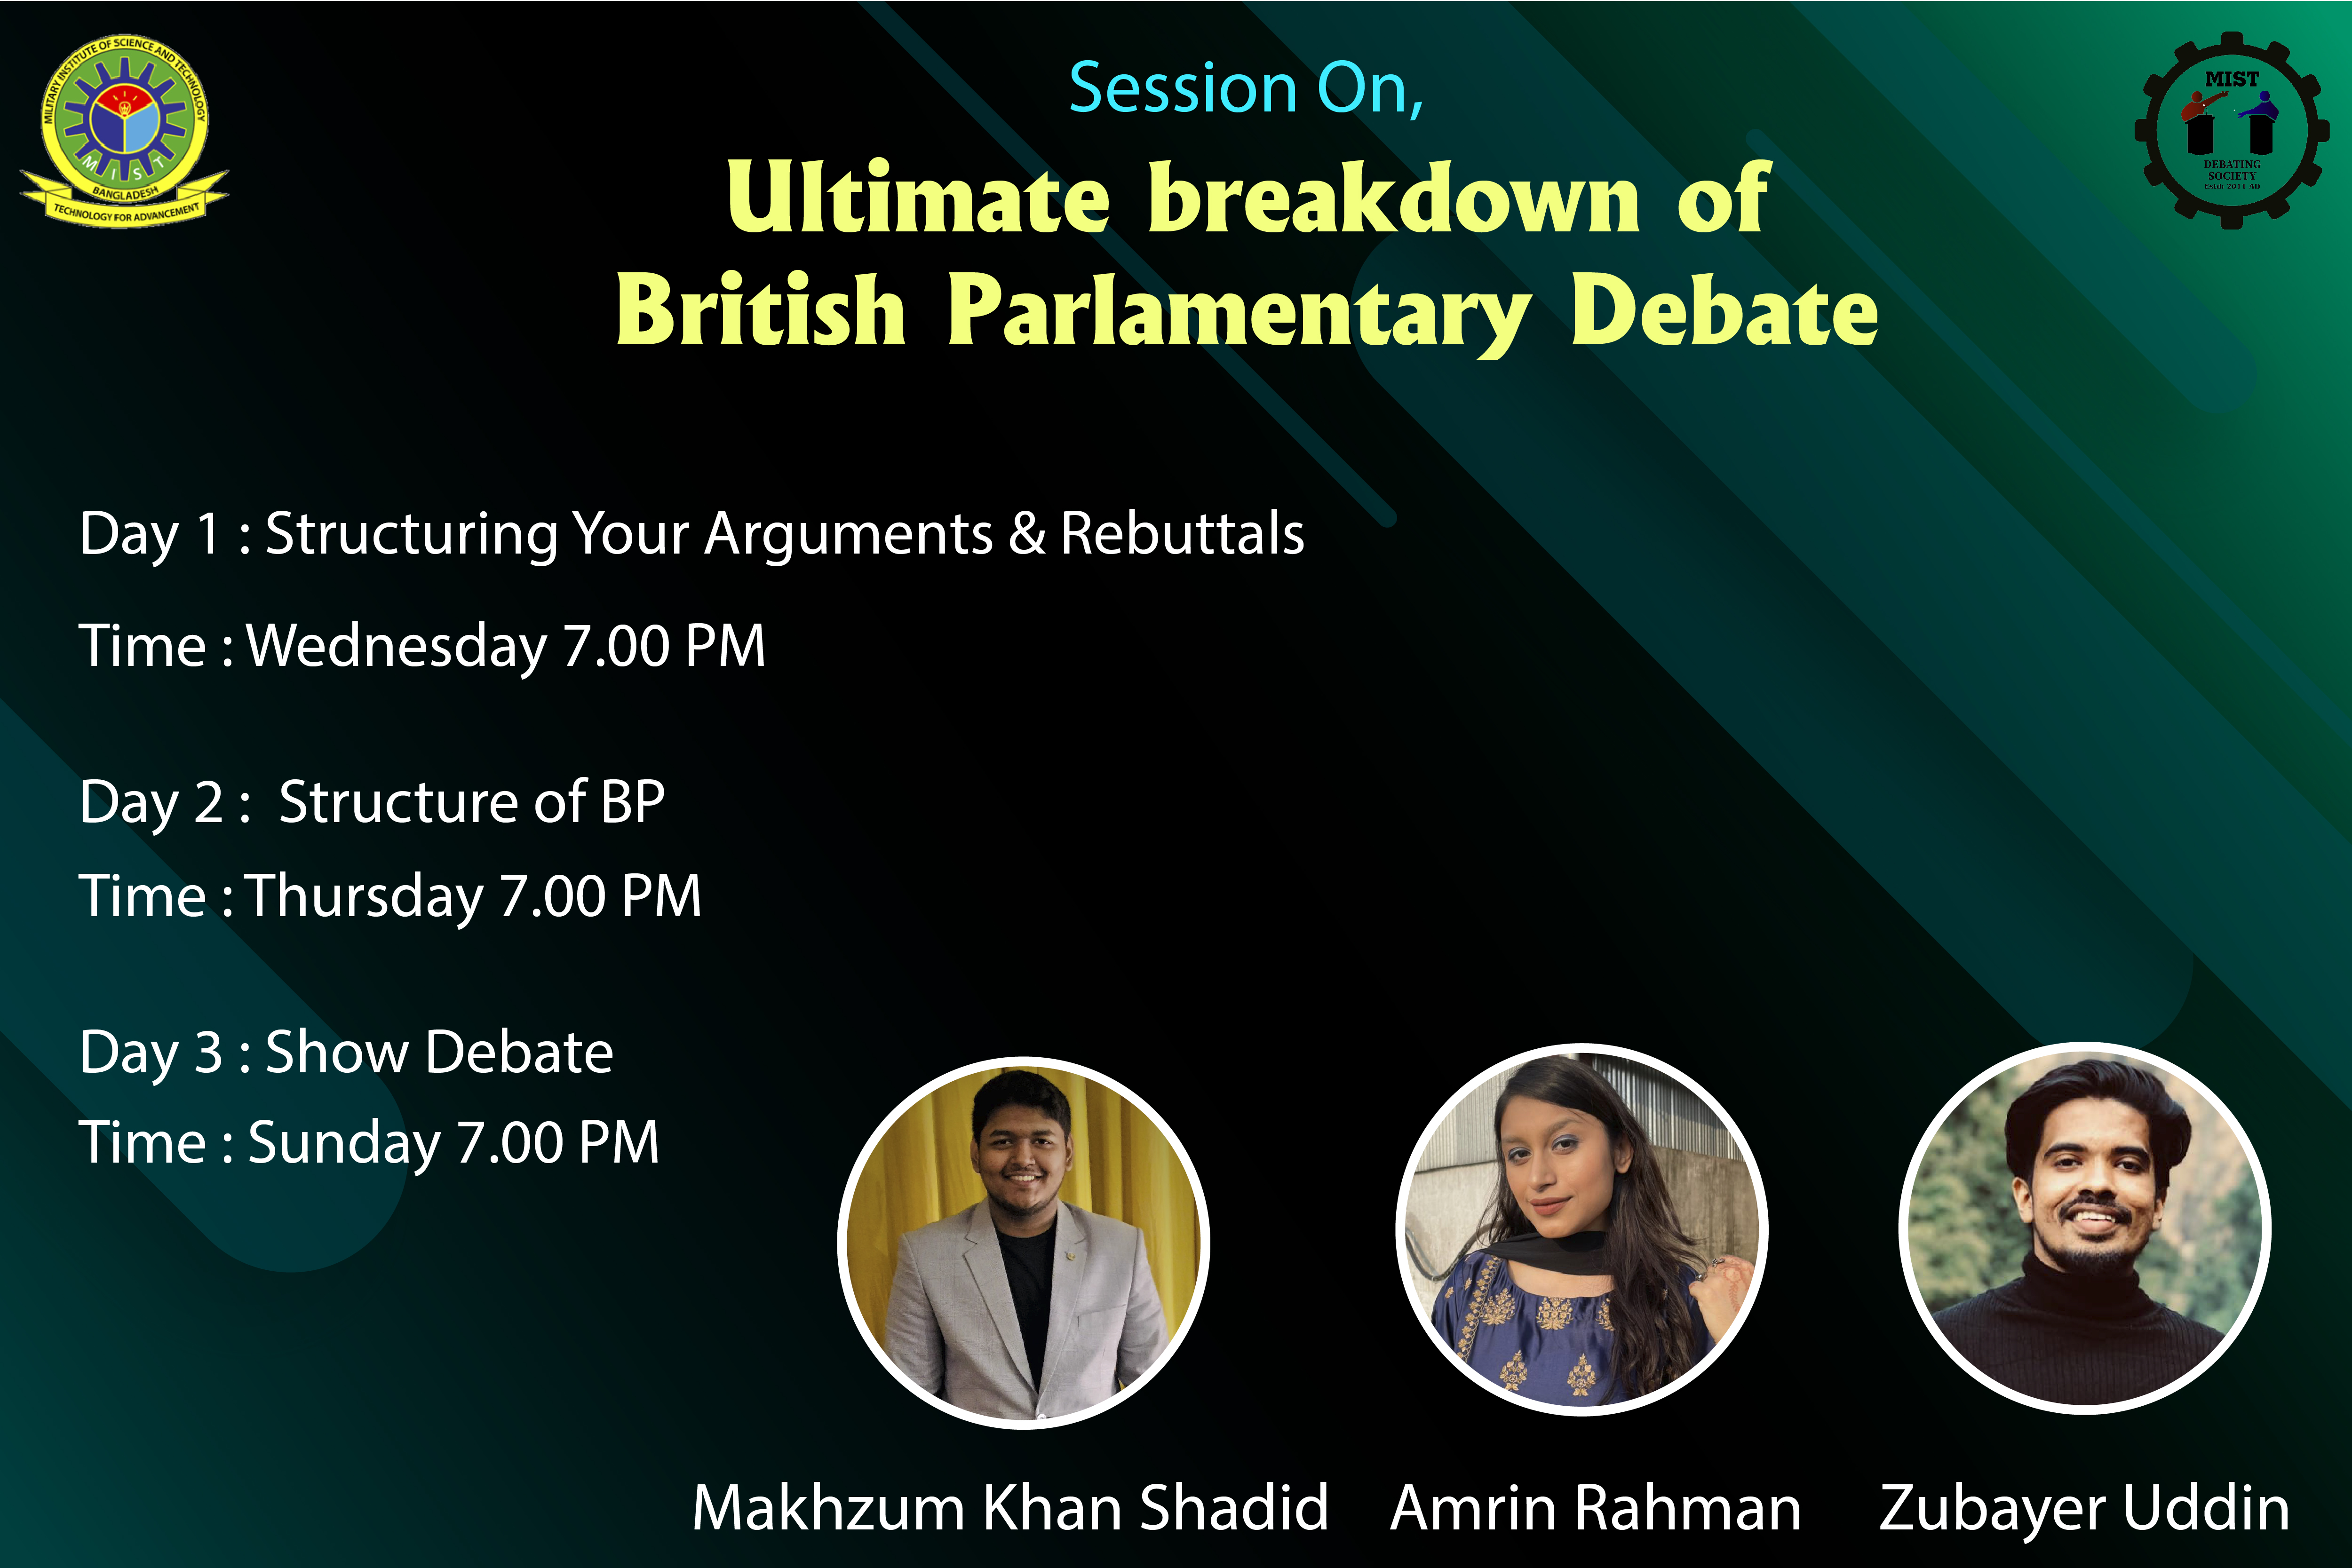 MILITARY INSTITUTE OF SCIENCE AND TECHNOLOGY
M I S T
BANGLADESH
TECHNOLOGY FOR ADVANCEMENT
MIST
DEBATING
SOCIETY
Session On,
Ultimate breakdown of
British Parlamentary Debate
Day 1 : Structuring Your Arguments & Rebuttals
Time : Wednesday 7.00 PM
Day 2 : Structure of BP
Time : Thursday 7.00 PM
Day 3 : Show Debate
Time : Sunday 7.00 PM
Makhzum Khan Shadid
Amrin Rahman
Zubayer Uddin